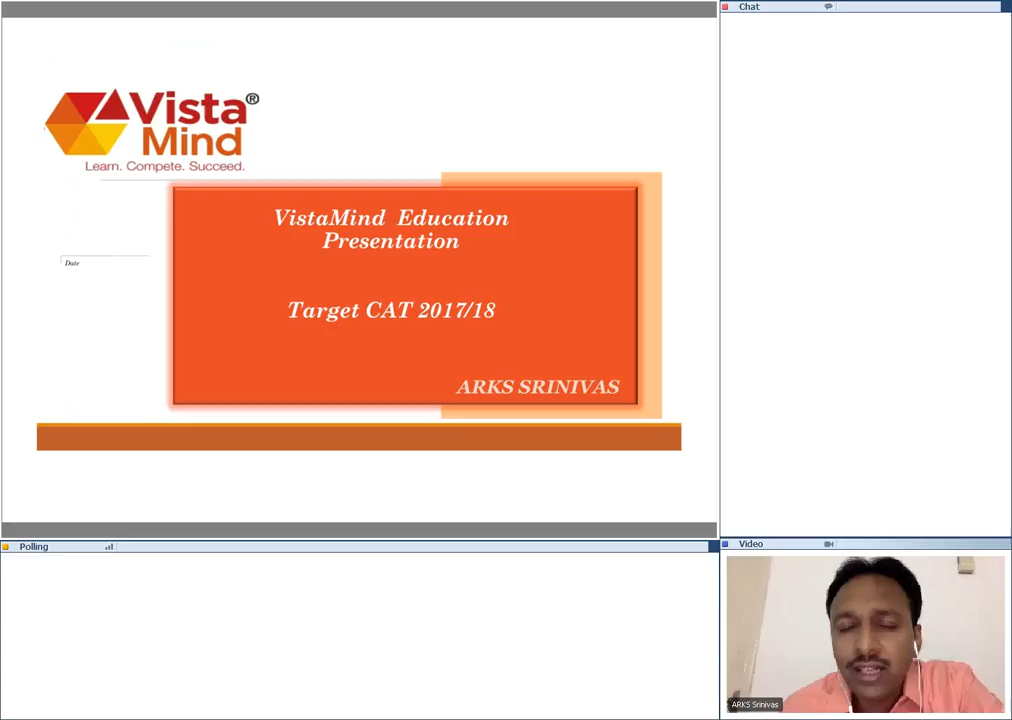 Chat
Vista®
Mind
Learn. Compete. Succeed.
VistaMind Education
Presentation
Date
Target CAT 2017/18
ARKS SRINIVAS
Polling
Video
ARKS Srinivas